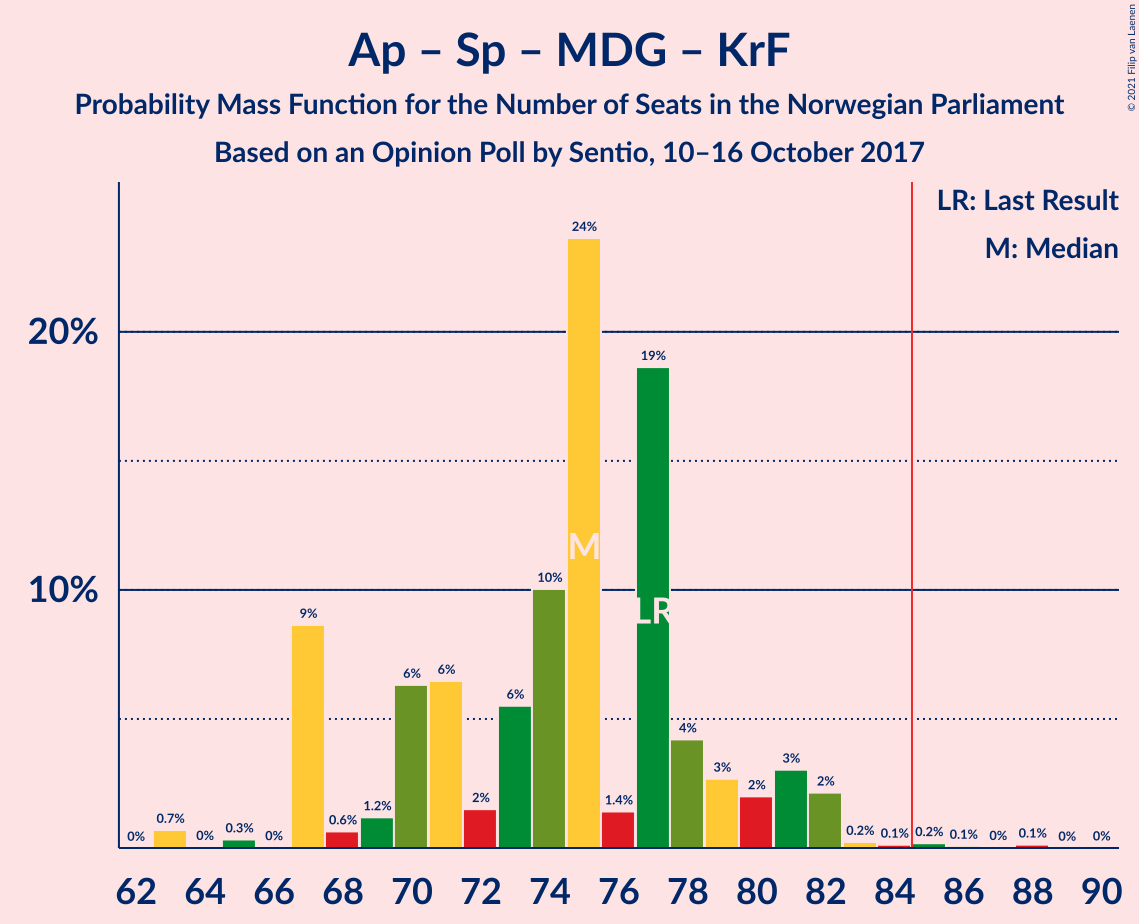 Ap – Sp – MDG – KrF
Probability Mass Function for the Number of Seats in the Norwegian Parliament
Based on an Opinion Poll by Sentio, 10–16 October 2017
© 2021 Filip van Laenen
LR: Last Result
M: Median
20%
10%
0% 0.7% 0% 0.3% 0% 9% 0.6% 1.2% 6% 6% 2% 6% 10% 24% 1.4% 19% 4% 3% 2% 3% 2% 0.2% 0.1% 0.2% 0.1% 0% 0.1% 0% 0%
M
LR
62 64 66 68 70 72 74 76 78 80 82 84 86 88 90